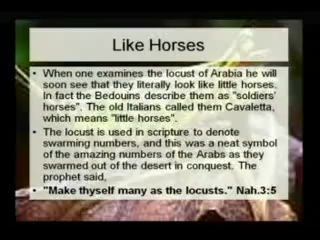 Like Horses
• When one examines the locust of Arabia he will
soon see that they literally look like little horses.
In fact the Bedouins describe them as "soldiers'
horses". The old Italians called them Cavaletta,
which means "little horses".
• The locust is used in scripture to denote
swarming numbers, and this was a neat symbol
of the amazing numbers of the Arabs as they
swarmed out of the desert in conquest. The
prophet said,
• "Make thyself many as the locusts." Nah.3:5